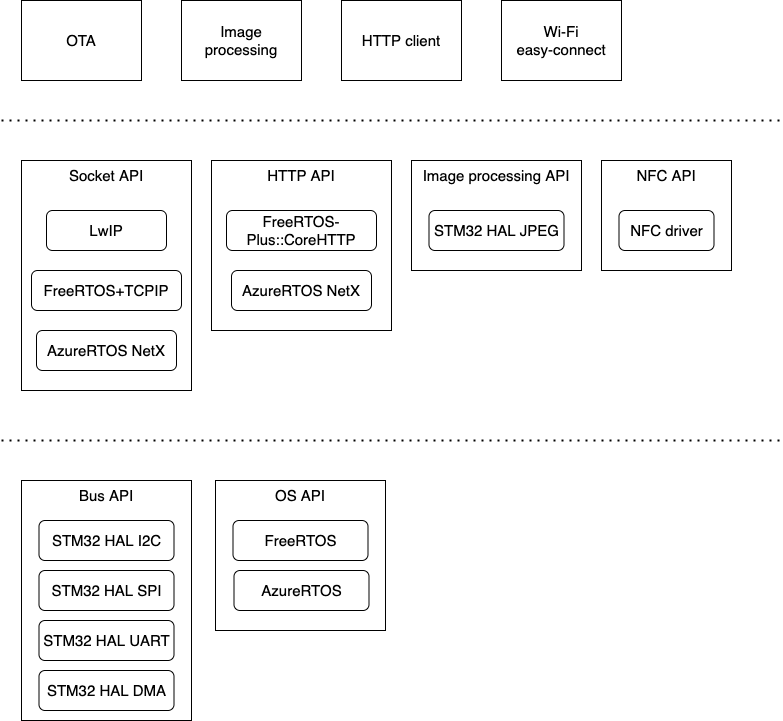 OTA
Image
processing
HTTP client
Wi-Fi
easy-connect
Socket API
LwIP
FreeRTOS+TCPIP
AzureRTOS NetX
HTTP API
FreeRTOS-
Plus::CoreHTTP
AzureRTOS NetX
Image processing API
STM32 HAL JPEG
NFC API
NFC driver
Bus API
STM32 HAL I2C
STM32 HAL SPI
STM32 HAL UART
STM32 HAL DMA
OS API
FreeRTOS
AzureRTOS